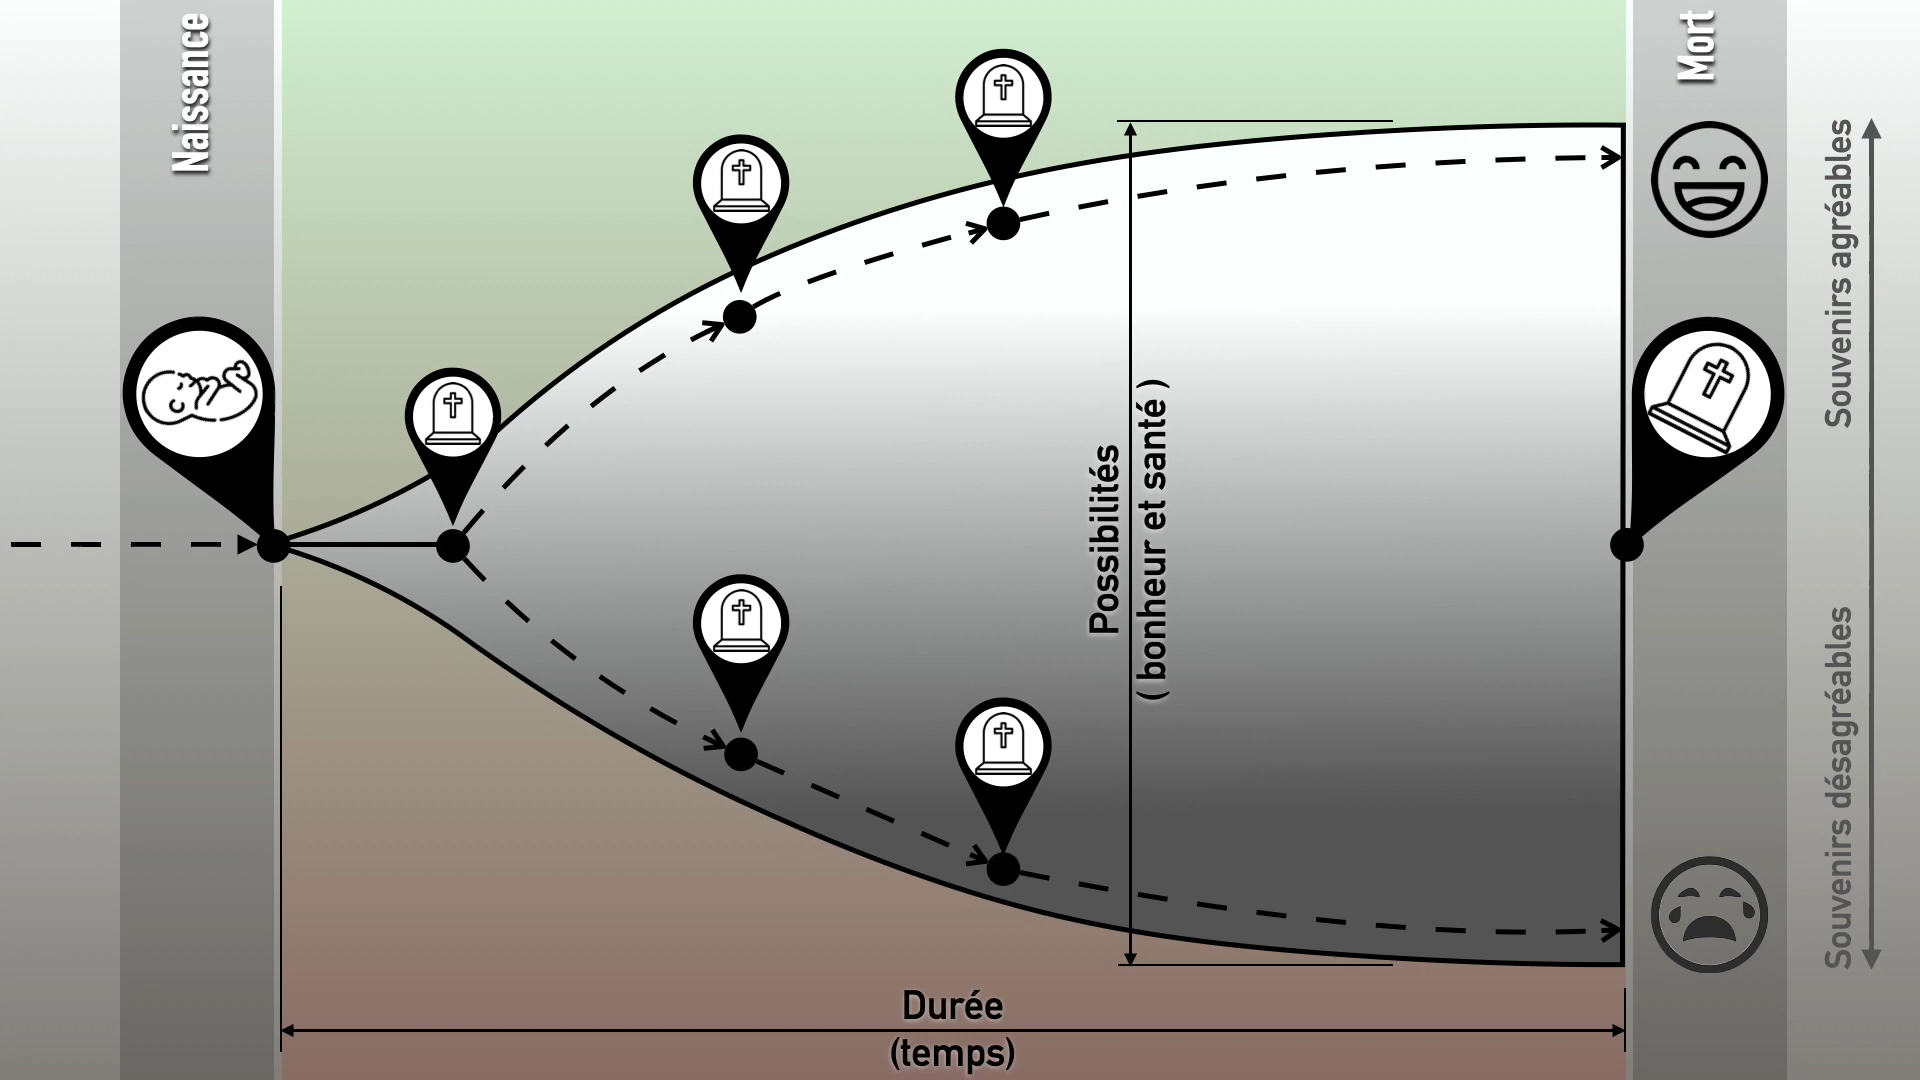 Naissance
Mort
Souvenirs agréables
Possibilités
( bonheur et santé )
Souvenirs désagréables
Durée
(temps)